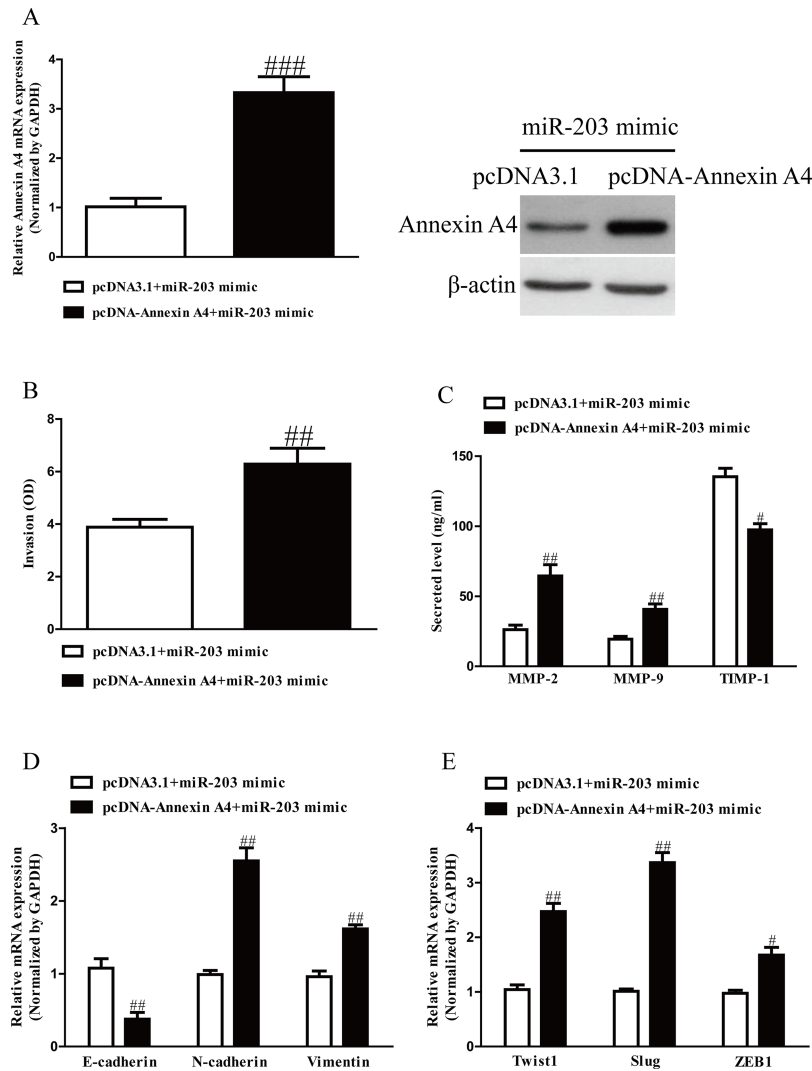 A
Relative Annexin A4 mRNA expression
(Normalized by GAPDH)
4
3
2
1
0
###
pcDNA3.1+miR-203 mimic
pcDNA-Annexin A4+miR-203 mimic
miR-203 mimic
pcDNA3.1 pcDNA-Annexin A4
Annexin A4
β-actin
B
Invasion (OD)
8
6
4
2
0
##
pcDNA3.1+miR-203 mimic
pcDNA-Annexin A4+miR-203 mimic
C
pcDNA3.1+miR-203 mimic
pcDNA-Annexin A4+miR-203 mimic
Secreted level (ng/ml)
150
100
50
0
##
##
#
MMP-2 MMP-9 TIMP-1
D
pcDNA3.1+miR-203 mimic
pcDNA-Annexin A4+miR-203 mimic
Relative mRNA expression
(Normalized by GAPDH)
3
2
1
0
##
##
##
E-cadherin N-cadherin Vimentin
E
pcDNA3.1+miR-203 mimic
pcDNA-Annexin A4+miR-203 mimic
Relative mRNA expression
(Normalized by GAPDH)
4
3
2
1
0
##
##
#
Twist1 Slug ZEB1